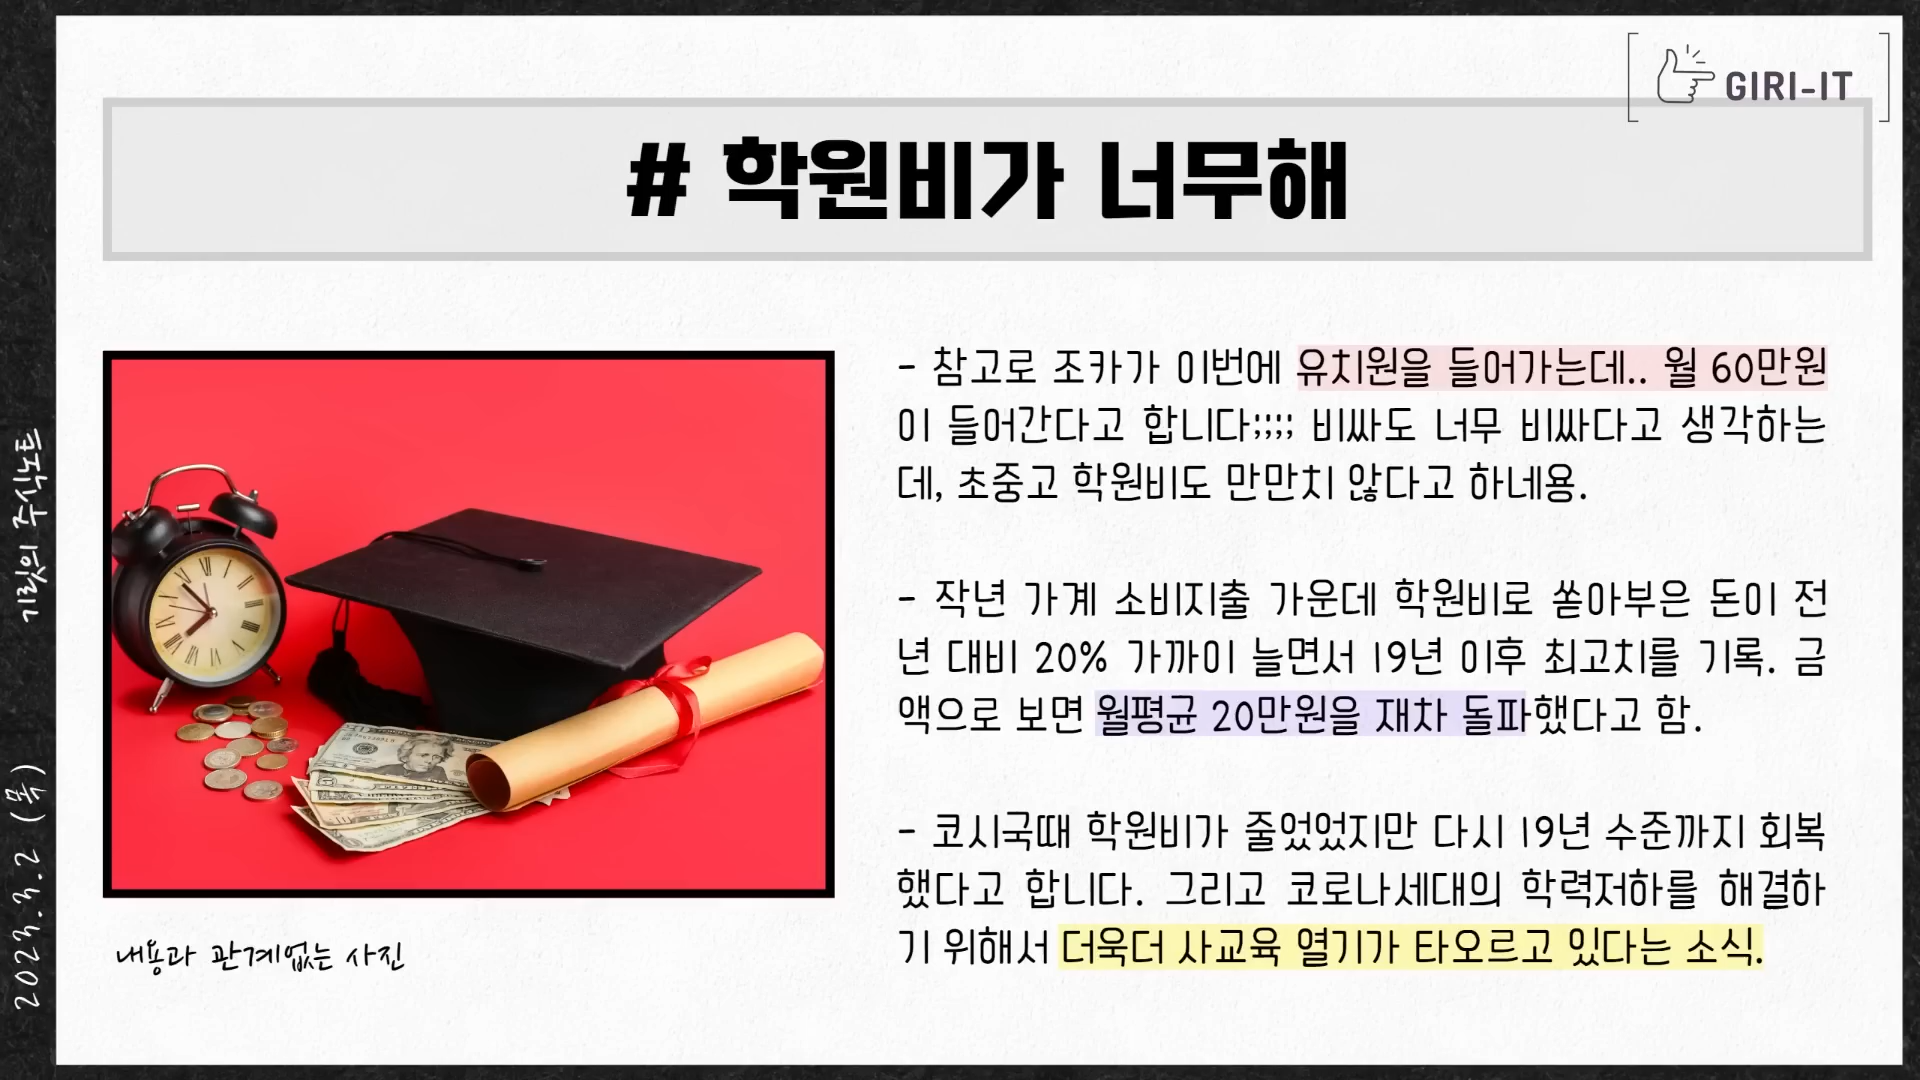 GIRI-IT
# 학원비가 너무해
- 참고로 조카가 이번에 유치원을 들어가는데.. 월 60만원
이 들어간다고 합니다;;;; 비싸도 너무 비싸다고 생각하는
데, 초중고 학원비도 만만치 않다고 하네용.
- 작년 가계 소비지출 가운데 학원비로 쏟아부은 돈이 전
년 대비 20% 가까이 늘면서 19년 이후 최고치를 기록. 금
액으로 보면 월평균 20만원을 재차 돌파했다고 함.
- 코시국때 학원비가 줄었었지만 다시 19년 수준까지 회복
했다고 합니다. 그리고 코로나세대의 학력저하를 해결하
기 위해서 더욱더 사교육 열기가 타오르고 있다는 소식.
내용과 관계없는 사진
2023.3.2 (목)
기릿의 주식노트